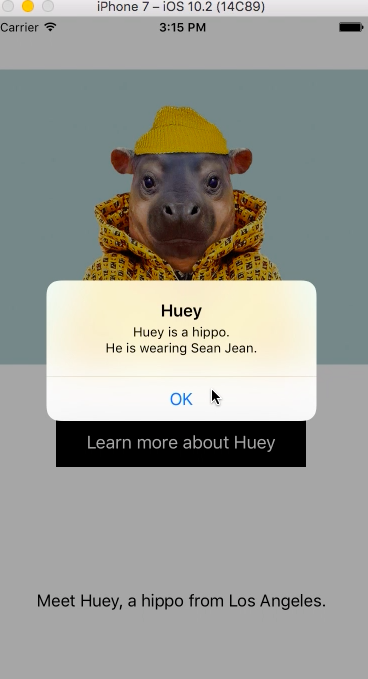 iPhone 7 – iOS 10.2 (14C89)
Carrier 3:15 PM
Huey
Huey is a hippo.
He is wearing Sean Jean.
OK
Learn more about Huey
Meet Huey, a hippo from Los Angeles.